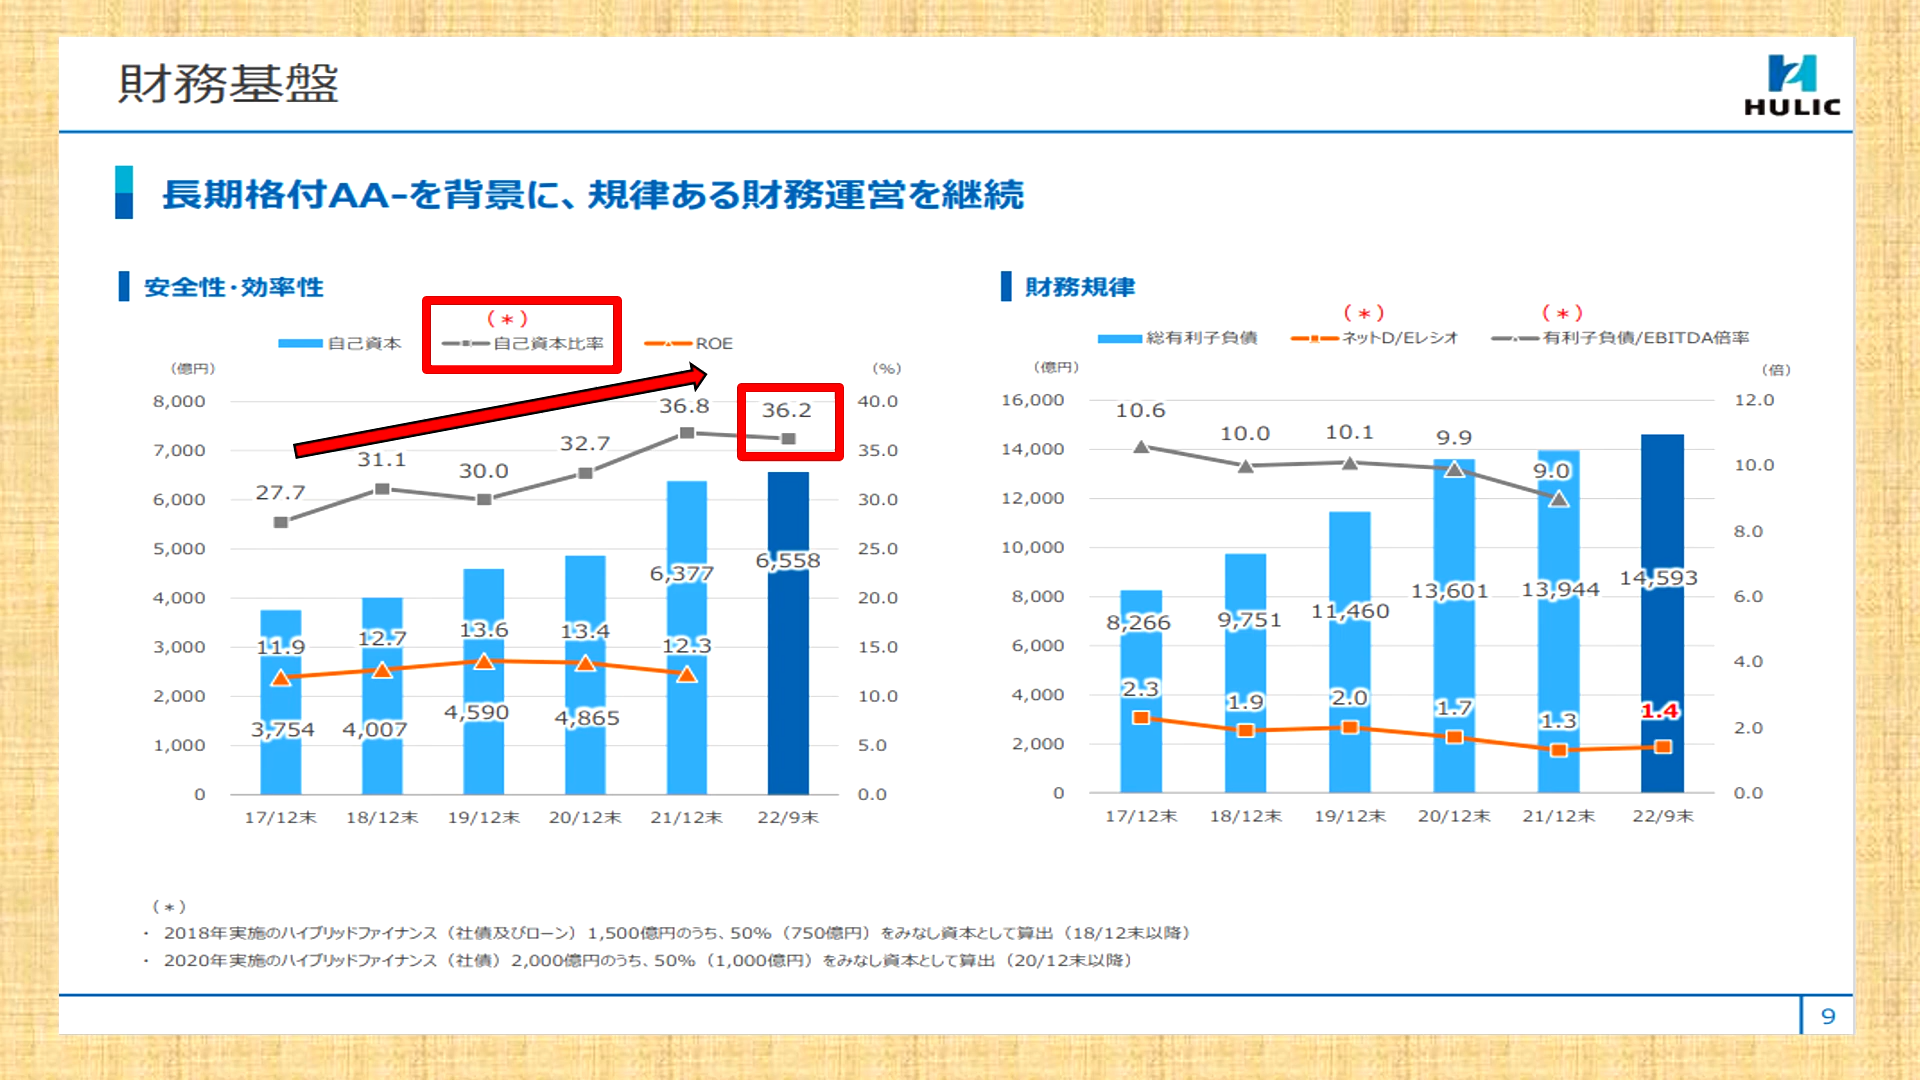 財務基盤
HULIC
長期格付AA-を背景に、規律ある財務運営を継続
安全性・効率性
(*)
自己資本
自己資本比率
ROE
(億円)
(%)
8,000
7,000
6,000
5,000
4,000
3,000
2,000
1,000
0
40.0
35.0
30.0
25.0
20.0
15.0
10.0
5.0
0.0
27.7
31.1
30.0
32.7
36.8
36.2
11.9
12.7
13.6
13.4
12.3
3,754
4,007
4,590
4,865
6,377
6,558
17/12末
18/12末
19/12末
20/12末
21/12末
22/9末
財務規律
(*)
(*)
総有利子負債
ネットD/Eレシオ
有利子負債/EBITDA倍率
(億円)
(倍)
16,000
14,000
12,000
10,000
8,000
6,000
4,000
2,000
0
12.0
10.0
8.0
6.0
4.0
2.0
0.0
10.6
10.0
10.1
9.9
9.0
8,266
9,751
11,460
13,601
13,944
14,593
2.3
1.9
2.0
1.7
1.3
1.4
17/12末
18/12末
19/12末
20/12末
21/12末
22/9末
(*)
・ 2018年実施のハイブリッドファイナンス（社債及びローン）1,500億円のうち、50%（750億円）をみなし資本として算出（18/12末以降）
・ 2020年実施のハイブリッドファイナンス（社債）2,000億円のうち、50%（1,000億円）をみなし資本として算出（20/12末以降）
9